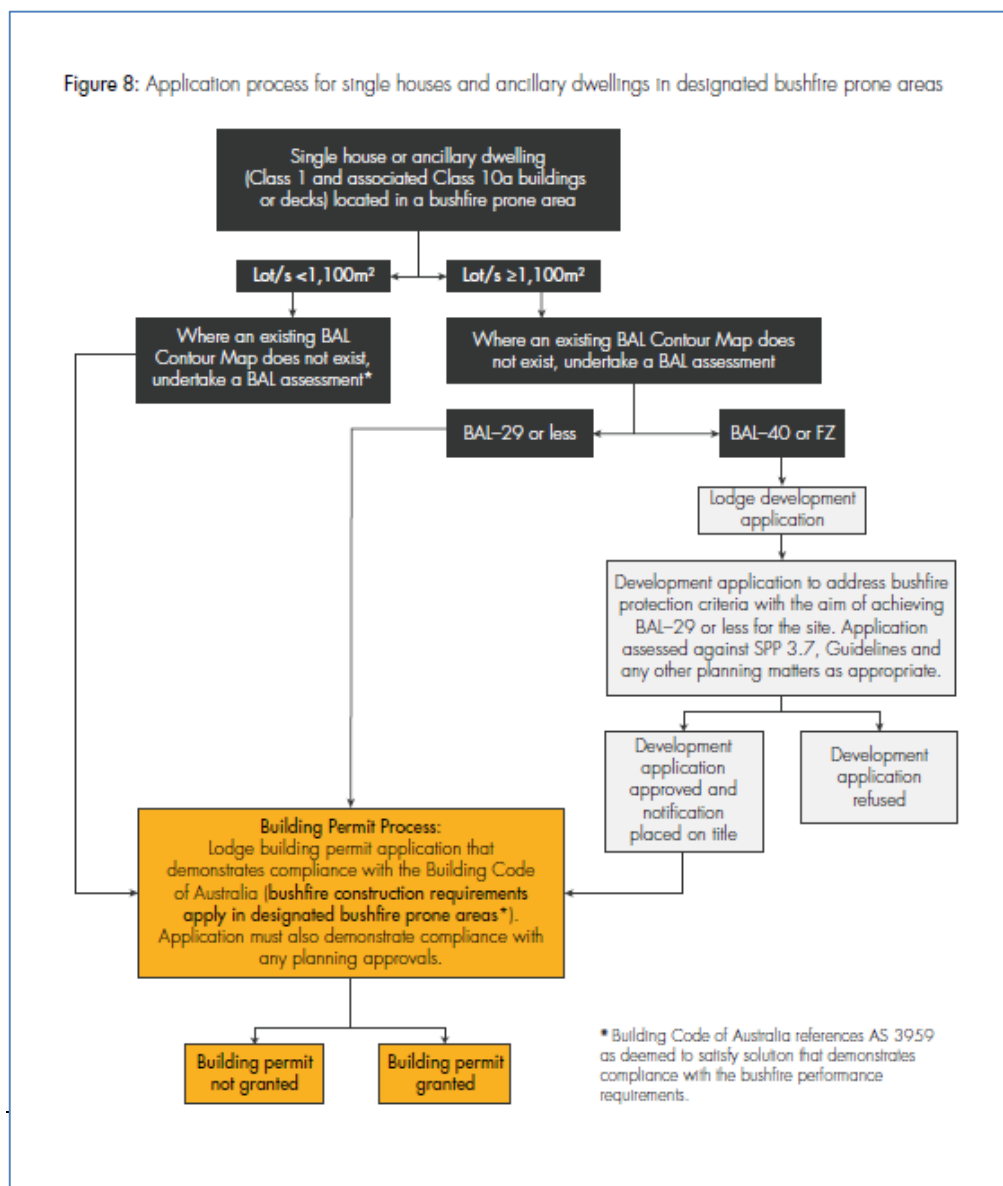 Figure 8: Application process for single houses and ancillary dwellings in designated bushfire prone areas
Single house or ancillary dwelling
(Class 1 and associated Class 10a buildings
or decks) located in a bushfire prone area
Lot/s <1,100m²
Lot/s ≥1,100m²
Where an existing BAL
Contour Map does not exist,
undertake a BAL assessment*
Where an existing BAL Contour Map does
not exist, undertake a BAL assessment
BAL–29 or less
BAL–40 or FZ
Lodge development
application
Development application to address bushfire
protection criteria with the aim of achieving
BAL–29 or less for the site. Application
assessed against SPP 3.7, Guidelines and
any other planning matters as appropriate.
Development
application
approved and
notification
placed on title
Development
application
refused
Building Permit Process:
Lodge building permit application that
demonstrates compliance with the Building Code
of Australia (bushfire construction requirements
apply in designated bushfire prone areas*).
Application must also demonstrate compliance with
any planning approvals.
Building permit
not granted
Building permit
granted
* Building Code of Australia references AS 3959
as deemed to satisfy solution that demonstrates
compliance with the bushfire performance
requirements.